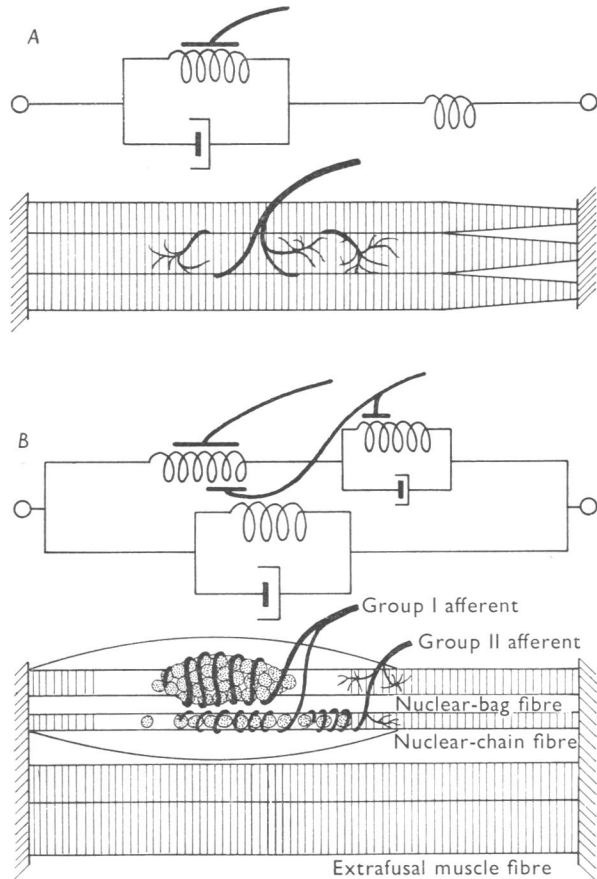 A
B
Group I afferent
Group II afferent
Nuclear-bag fibre
Nuclear-chain fibre
Extrafusal muscle fibre